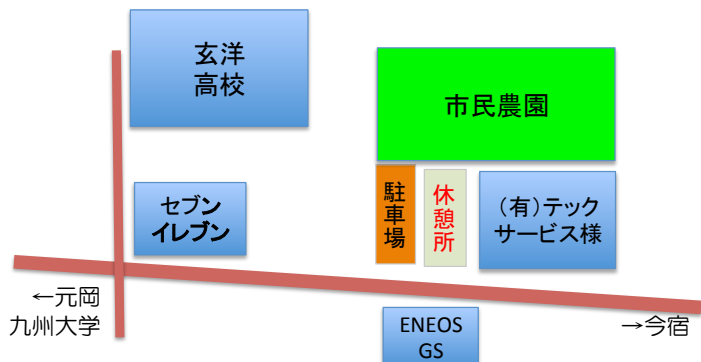 玄洋
高校
市民農園
セブン
イレブン
駐車場
休憩所
（有）テック
サービス様
←元岡
九州大学
→今宿
ENEOS
GS